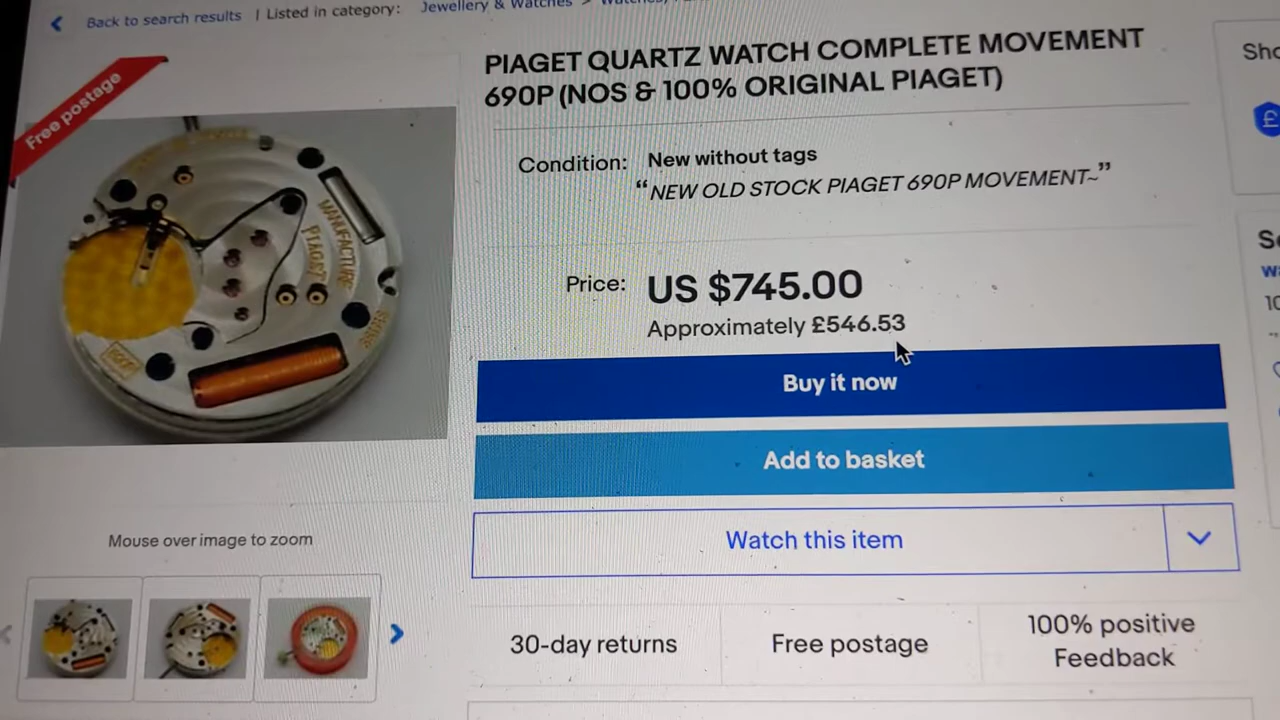 Back to search results | Listed in category: Jewellery & Watches >
Free postage
PIAGET QUARTZ WATCH COMPLETE MOVEMENT
690P (NOS & 100% ORIGINAL PIAGET)
Condition: New without tags
“NEW OLD STOCK PIAGET 690P MOVEMENT~”
MANUFACTURE
PIAGET
SUISSE
Price: US $745.00
Approximately £546.53
Buy it now
Add to basket
Watch this item
Mouse over image to zoom
30-day returns
Free postage
100% positive
Feedback